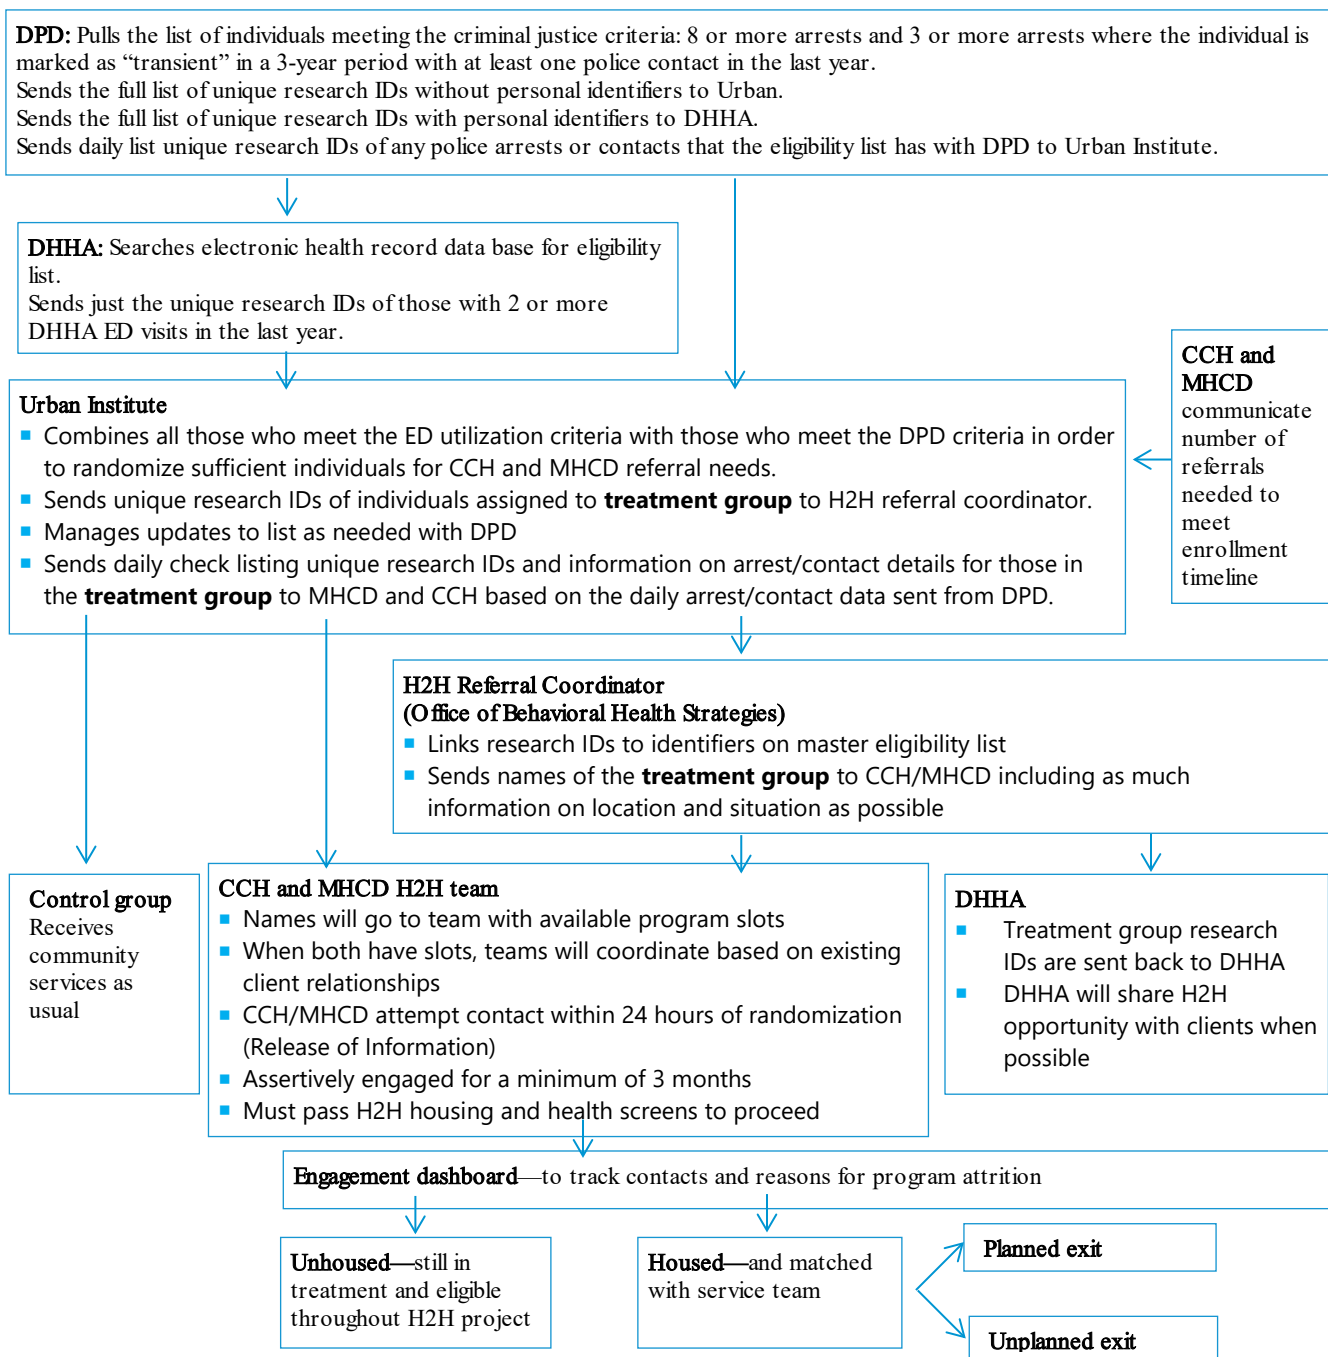 DPD: Pulls the list of individuals meeting the criminal justice criteria: 8 or more arrests and 3 or more arrests where the individual is
marked as “transient” in a 3-year period with at least one police contact in the last year.
Sends the full list of unique research IDs without personal identifiers to Urban.
Sends the full list of unique research IDs with personal identifiers to DHHA.
Sends daily list unique research IDs of any police arrests or contacts that the eligibility list has with DPD to Urban Institute.
DHHA: Searches electronic health record data base for eligibility
list.
Sends just the unique research IDs of those with 2 or more
DHHA ED visits in the last year.
CCH and
MHCD
communicate
number of
referrals
needed to
meet
enrollment
timeline
Urban Institute
▪ Combines all those who meet the ED utilization criteria with those who meet the DPD criteria in order
to randomize sufficient individuals for CCH and MHCD referral needs.
▪ Sends unique research IDs of individuals assigned to treatment group to H2H referral coordinator.
▪ Manages updates to list as needed with DPD
▪ Sends daily check listing unique research IDs and information on arrest/contact details for those in
the treatment group to MHCD and CCH based on the daily arrest/contact data sent from DPD.
H2H Referral Coordinator
(Office of Behavioral Health Strategies)
▪ Links research IDs to identifiers on master eligibility list
▪ Sends names of the treatment group to CCH/MHCD including as much
information on location and situation as possible
Control group
Receives
community
services as
usual
CCH and MHCD H2H team
▪ Names will go to team with available program slots
▪ When both have slots, teams will coordinate based on existing
client relationships
▪ CCH/MHCD attempt contact within 24 hours of randomization
(Release of Information)
▪ Assertively engaged for a minimum of 3 months
▪ Must pass H2H housing and health screens to proceed
DHHA
▪ Treatment group research
IDs are sent back to DHHA
▪ DHHA will share H2H
opportunity with clients when
possible
Engagement dashboard—to track contacts and reasons for program attrition
Unhoused—still in
treatment and eligible
throughout H2H project
Housed—and matched
with service team
Planned exit
Unplanned exit